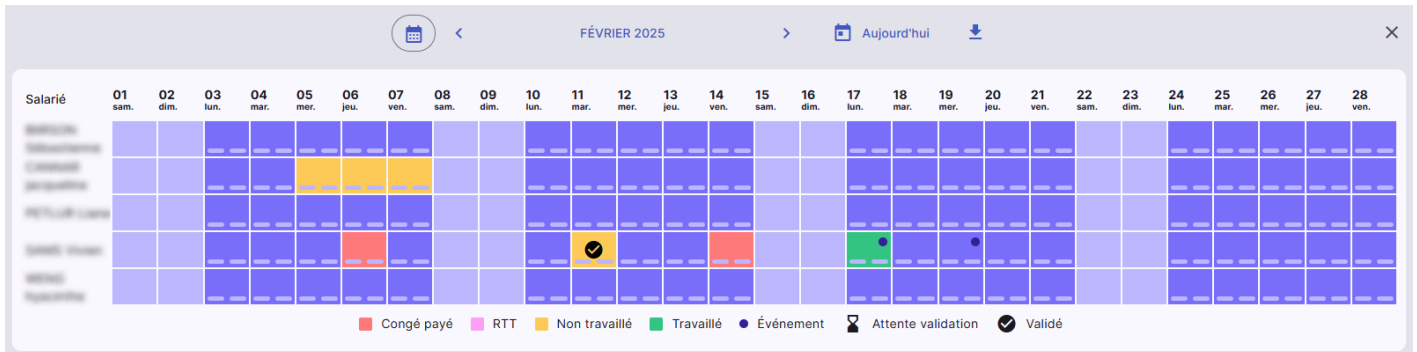 FÉVRIER 2025 Aujourd'hui
Salarié 01 02 03 04 05 06 07 08 09 10 11 12 13 14 15 16 17 18 19 20 21 22 23 24 25 26 27 28
sam. dim. lun. mar. mer. jeu. ven. sam. dim. lun. mar. mer. jeu. ven. sam. dim. lun. mar. mer. jeu. ven. sam. dim. lun. mar. mer. jeu. ven.
Congé payé RTT Non travaillé Travaillé Événement Attente validation Validé